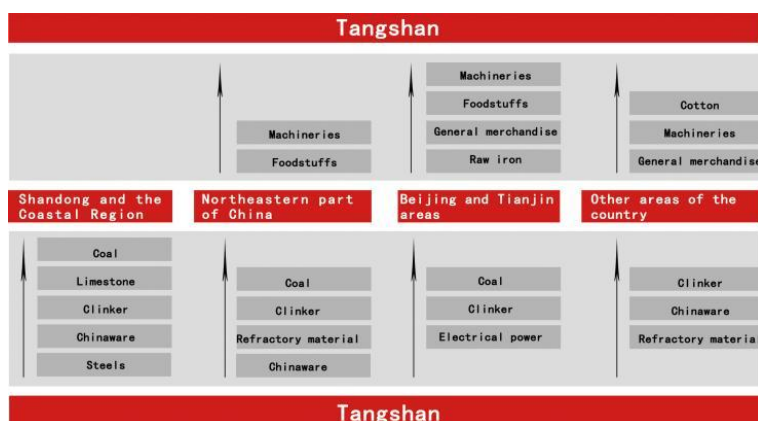 Tangshan
Machineries
Foodstuffs
Machineries
Foodstuffs
General merchandise
Raw iron
Cotton
Machineries
General merchandise
Shandong and the
Coastal Region
Northeastern part
of China
Beijing and Tianjin
areas
Other areas of the
country
Coal
Limestone
Clinker
Chinaware
Steels
Coal
Clinker
Refractory material
Chinaware
Coal
Clinker
Electrical power
Clinker
Chinaware
Refractory material
Tangshan